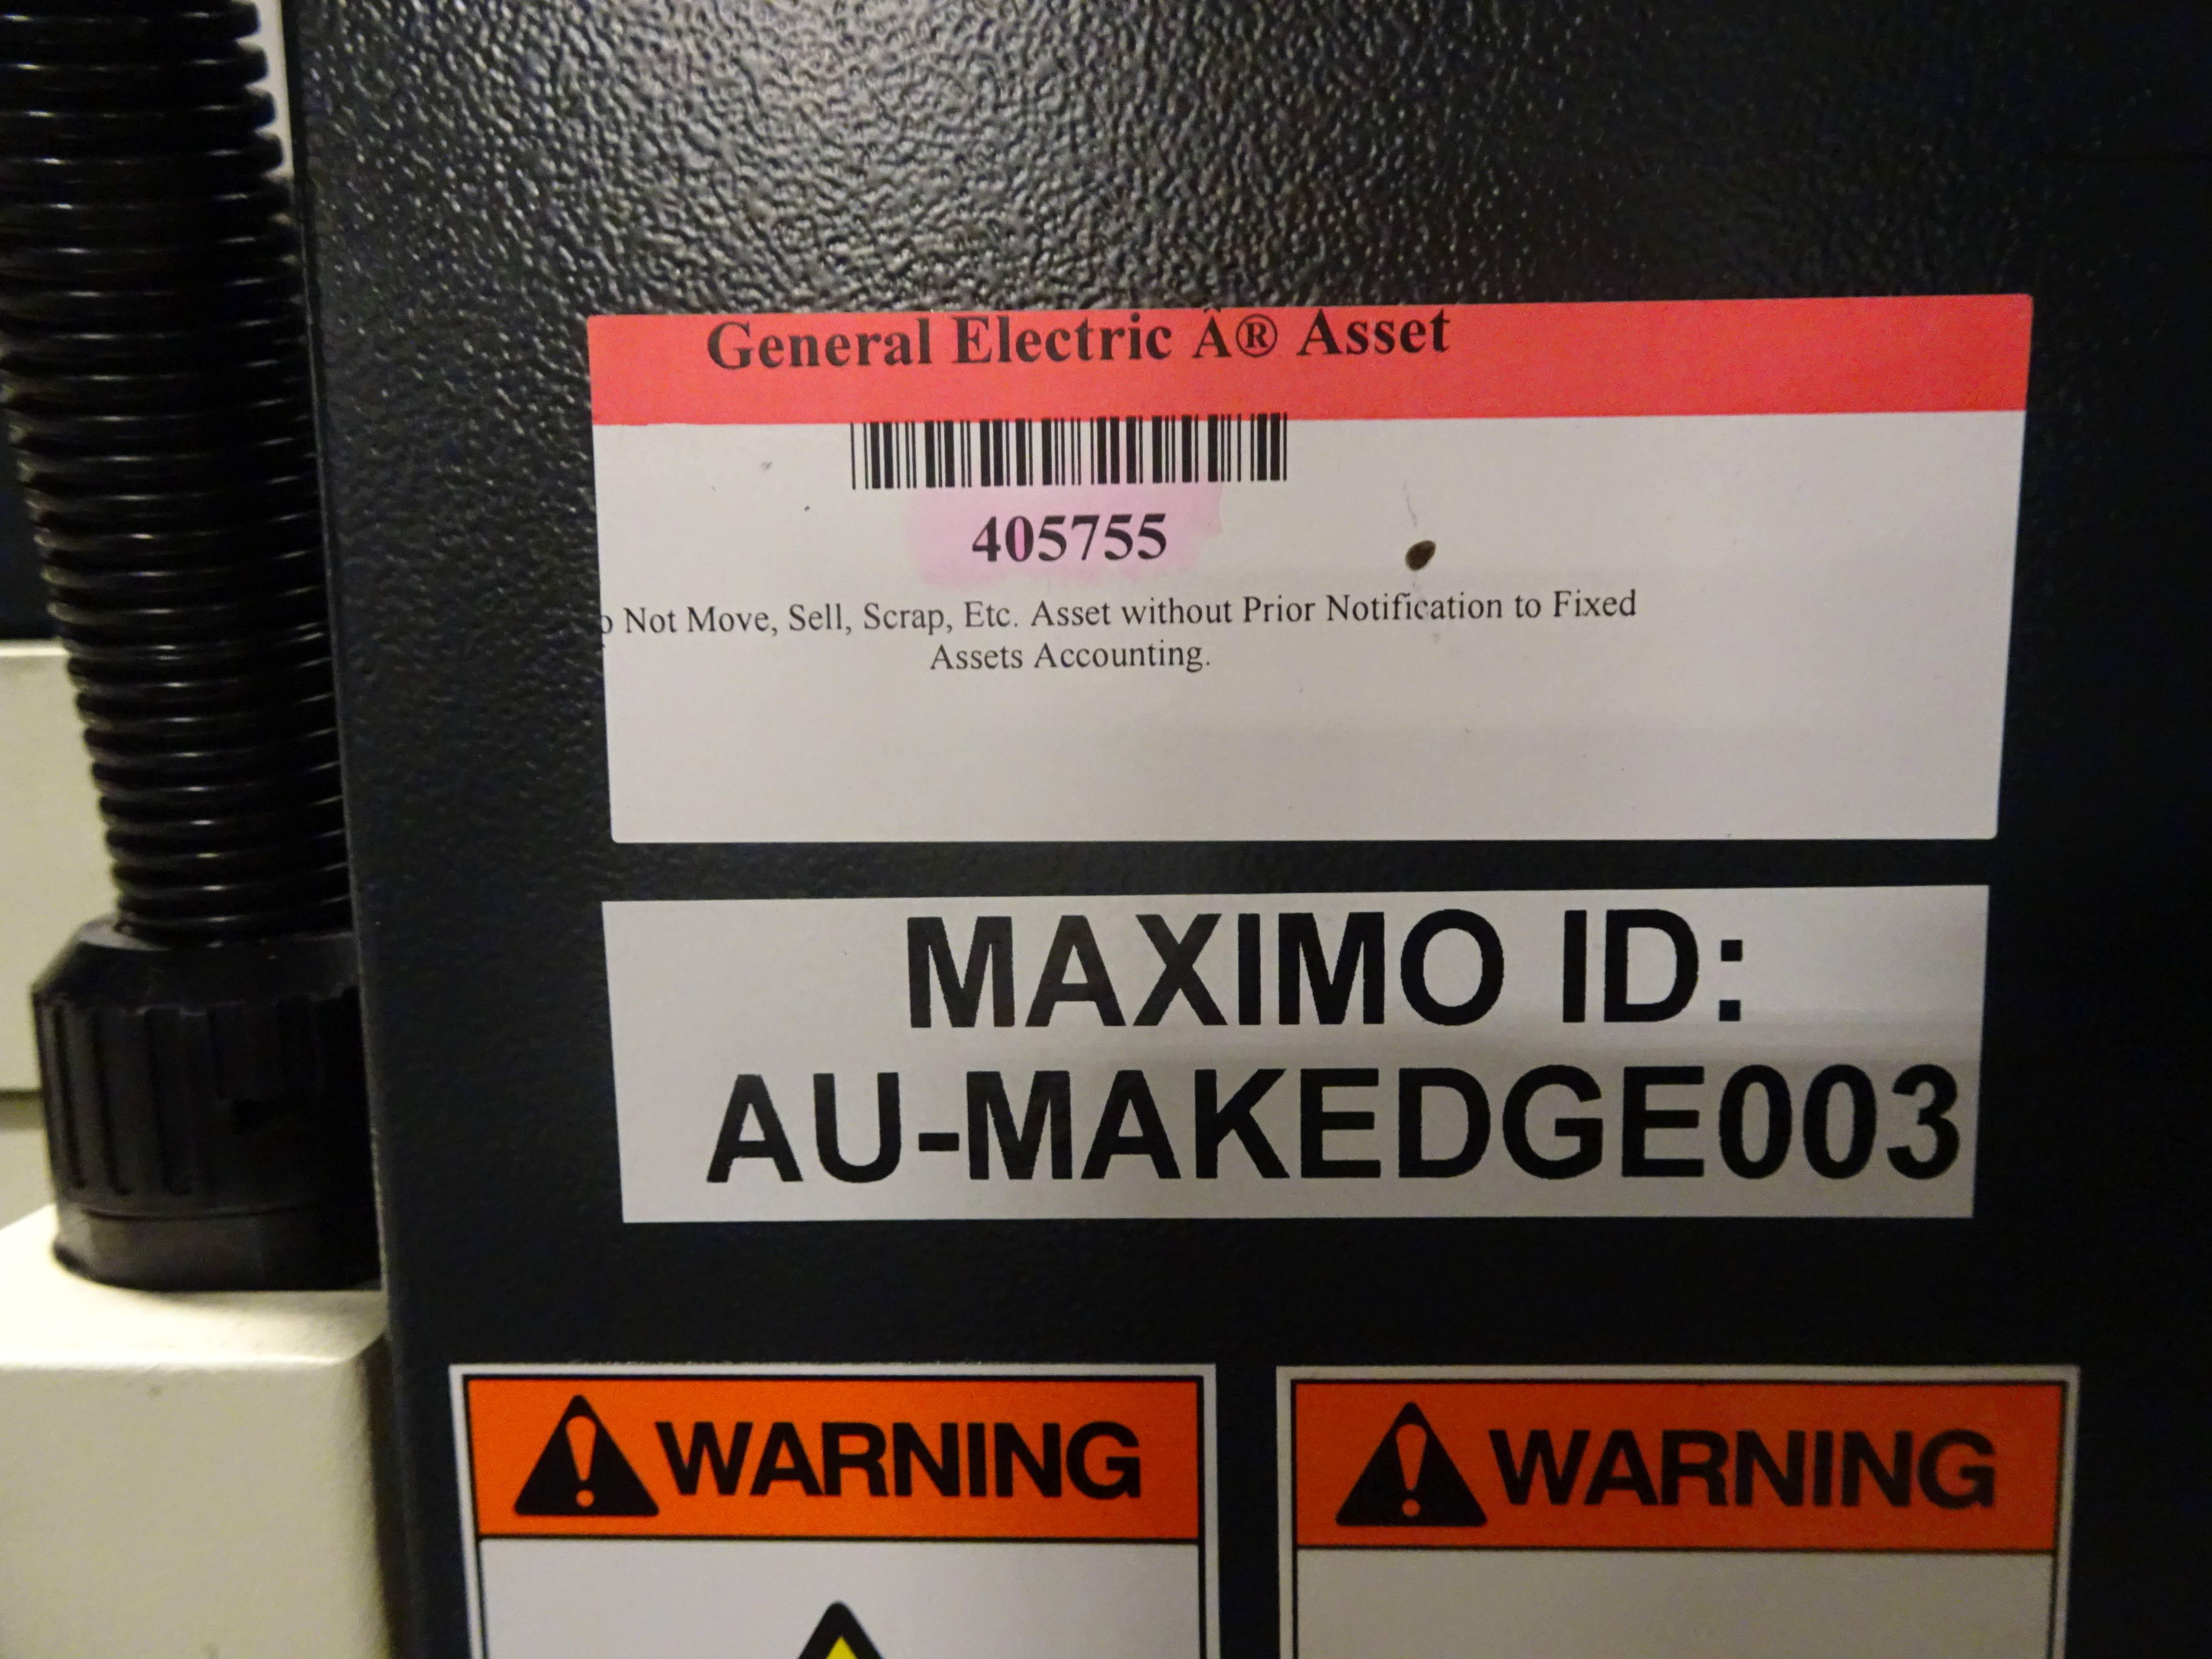 General Electric Â® Asset
405755
o Not Move, Sell, Scrap, Etc. Asset without Prior Notification to Fixed
Assets Accounting.
MAXIMO ID:
AU-MAKEDGE003
WARNING
WARNING